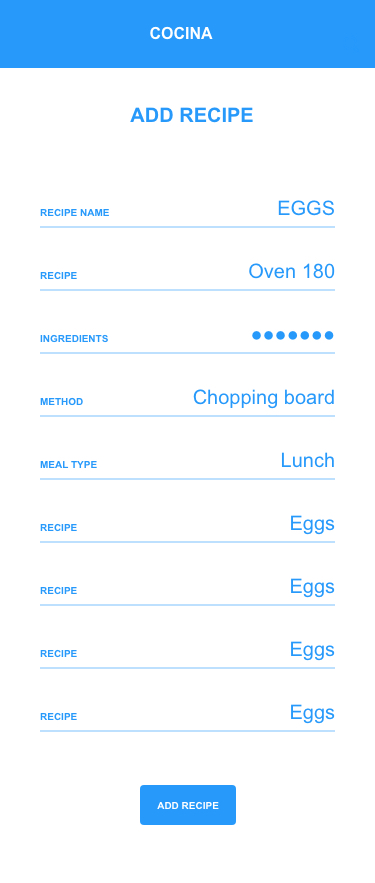 COCINA
ADD RECIPE
RECIPE NAME EGGS
RECIPE Oven 180
INGREDIENTS ●●●●●●●
METHOD Chopping board
MEAL TYPE Lunch
RECIPE Eggs
RECIPE Eggs
RECIPE Eggs
RECIPE Eggs
ADD RECIPE